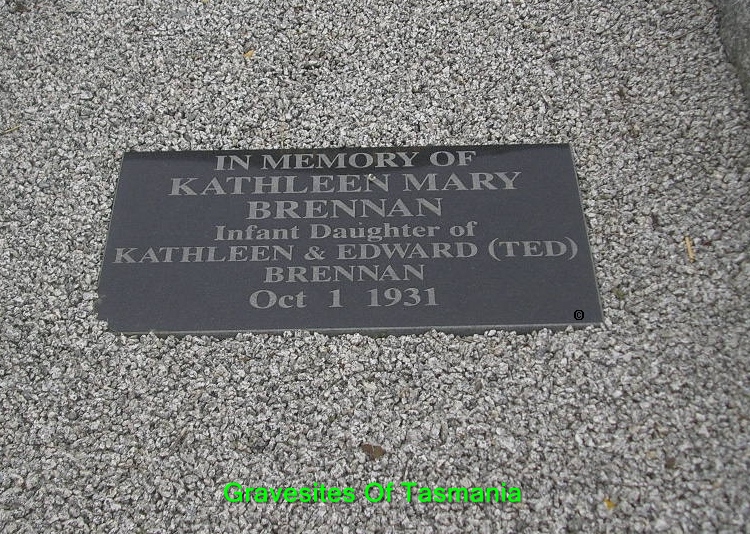 IN MEMORY OF
KATHLEEN MARY
BRENNAN
Infant Daughter of
KATHLEEN & EDWARD (TED)
BRENNAN
Oct 1 1931
©
Gravesites Of Tasmania